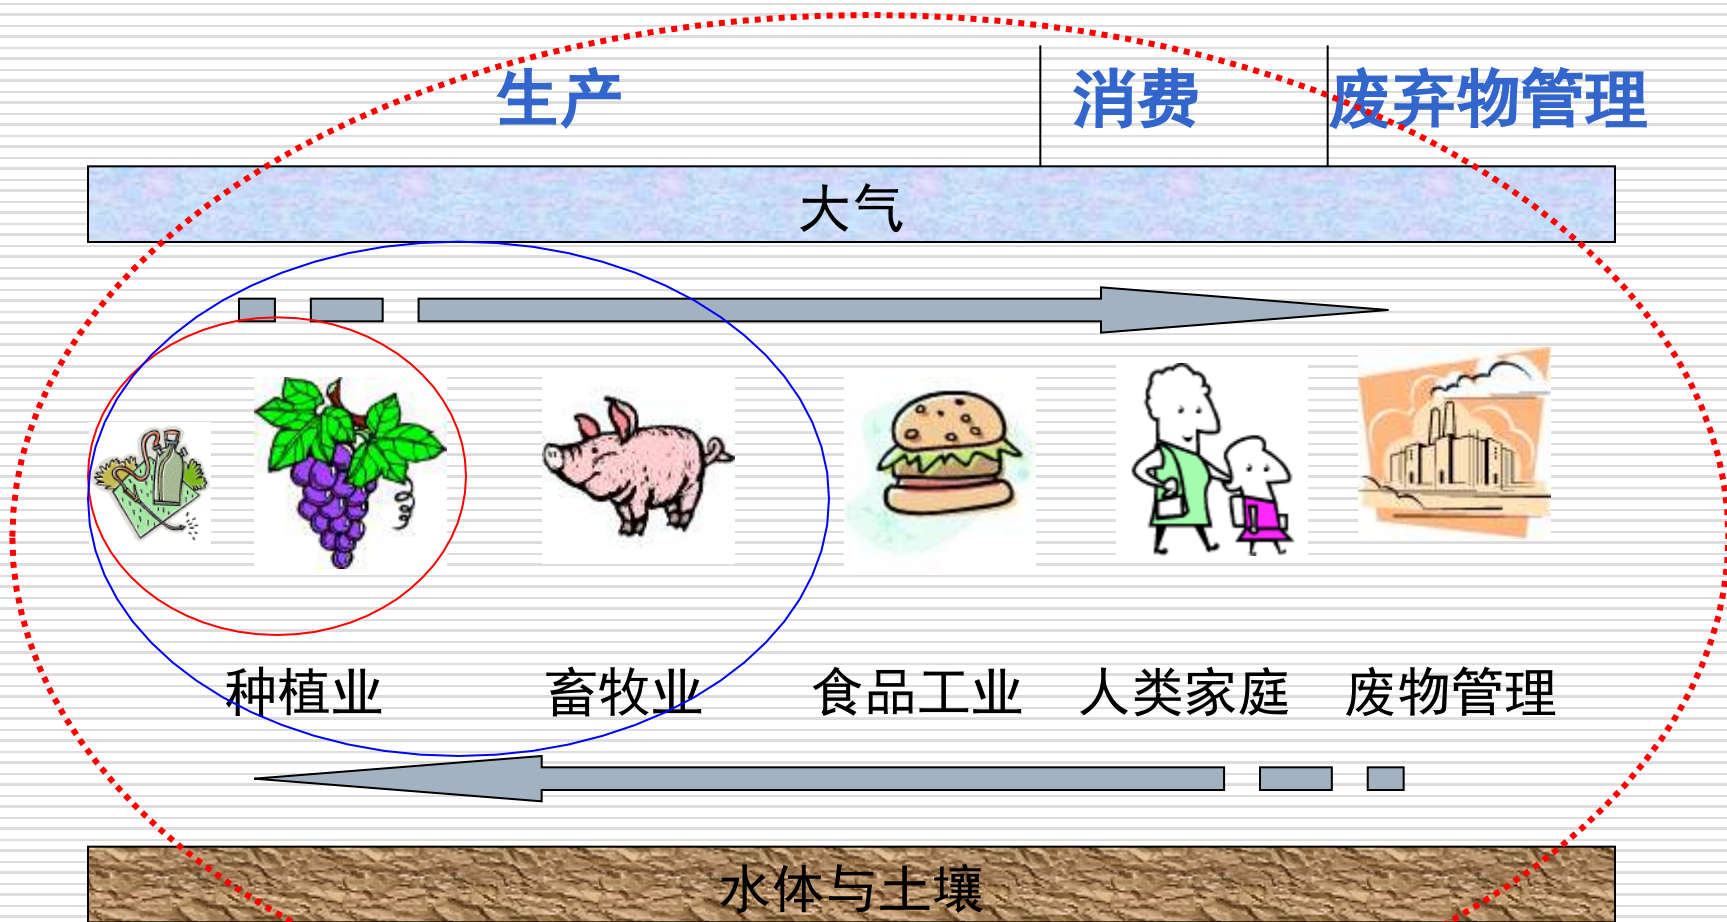 生产 消费 废弃物管理
大气
种植业 畜牧业 食品工业 人类家庭 废物管理
水体与土壤